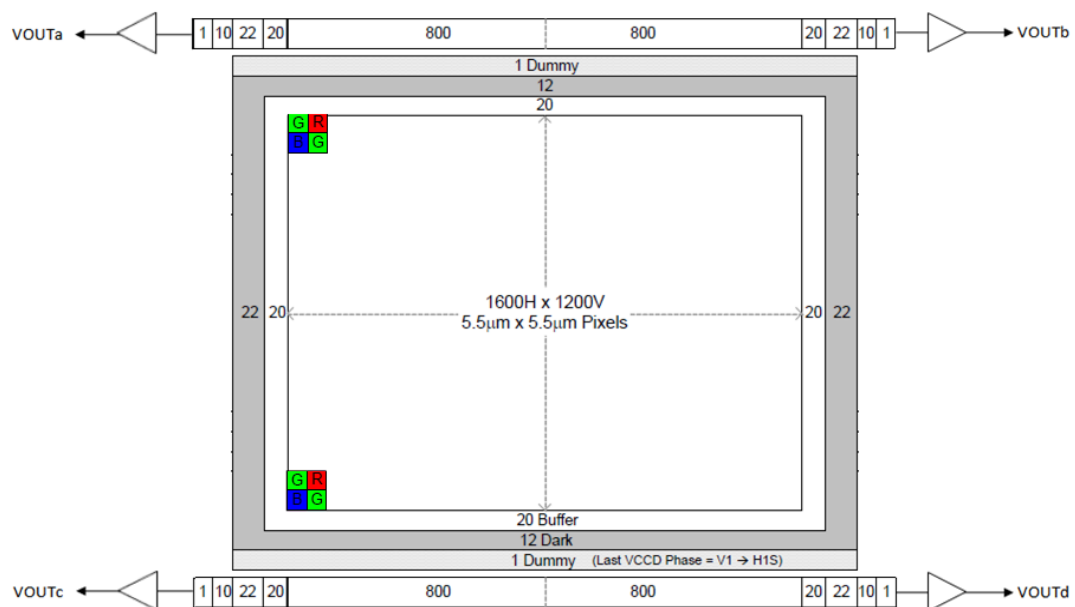 VOUTa 1 10 22 20 800 800 20 22 10 1 VOUTb
1 Dummy
12
20
G R
B G
1600H x 1200V
22 20 20 22
5.5μm x 5.5μm Pixels
G R
B G
20 Buffer
12 Dark
1 Dummy (Last VCCD Phase = V1 → H1S)
VOUTc 1 10 22 20 800 800 20 22 10 1 VOUTd